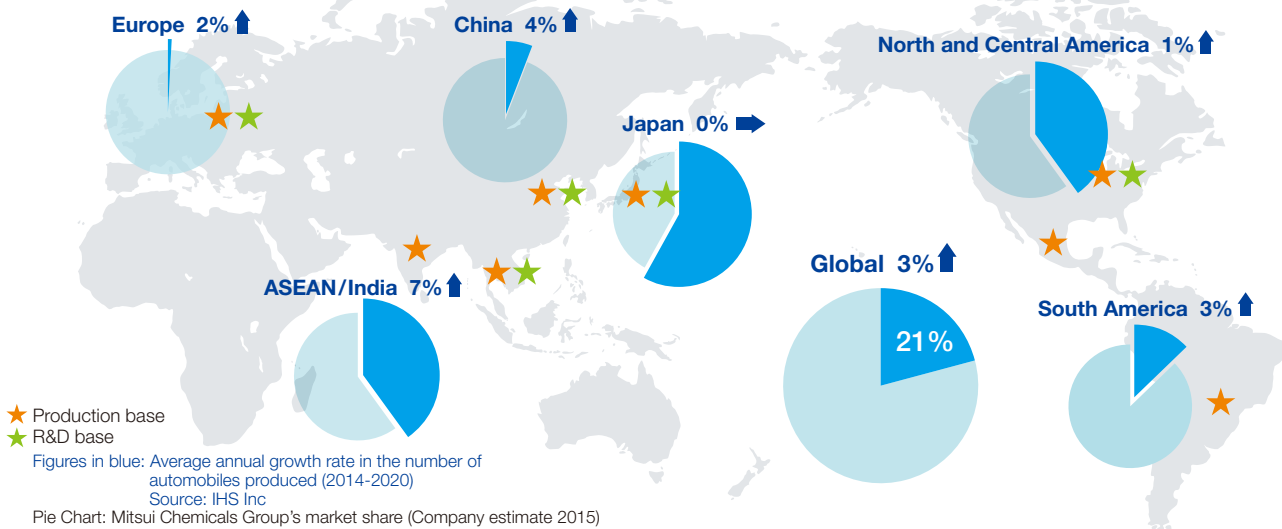 Europe 2%
China 4%
North and Central America 1%
Japan 0%
Global 3%
ASEAN/India 7%
South America 3%
21%
Production base
R&D base
Figures in blue: Average annual growth rate in the number of
automobiles produced (2014-2020)
Source: IHS Inc
Pie Chart: Mitsui Chemicals Group's market share (Company estimate 2015)